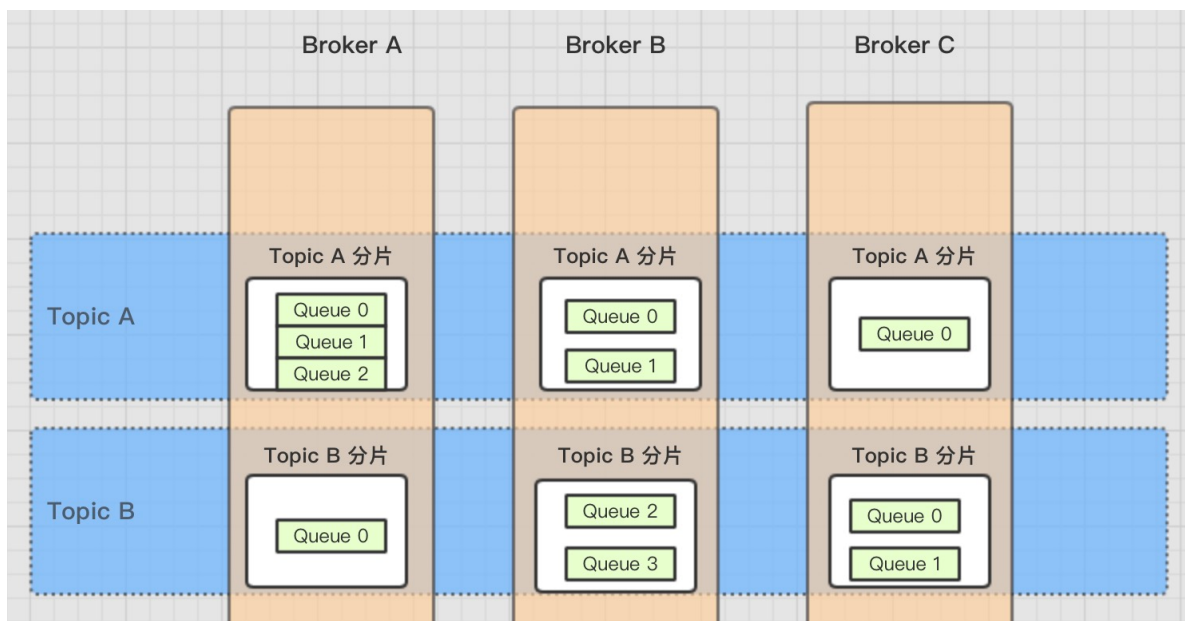 Broker A
Broker B
Broker C
Topic A 分片
Topic A 分片
Topic A 分片
Topic A
Queue 0
Queue 1
Queue 2
Queue 0
Queue 1
Queue 0
Topic B 分片
Topic B 分片
Topic B 分片
Topic B
Queue 0
Queue 2
Queue 3
Queue 0
Queue 1